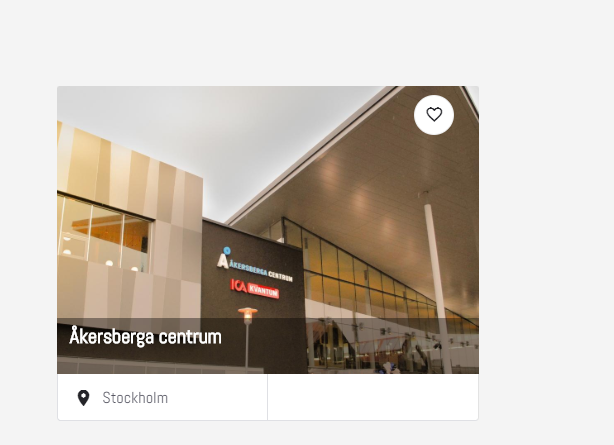 ÅKERSBERGA CENTRUM
ICA KVANTUM
Åkersberga centrum
Stockholm